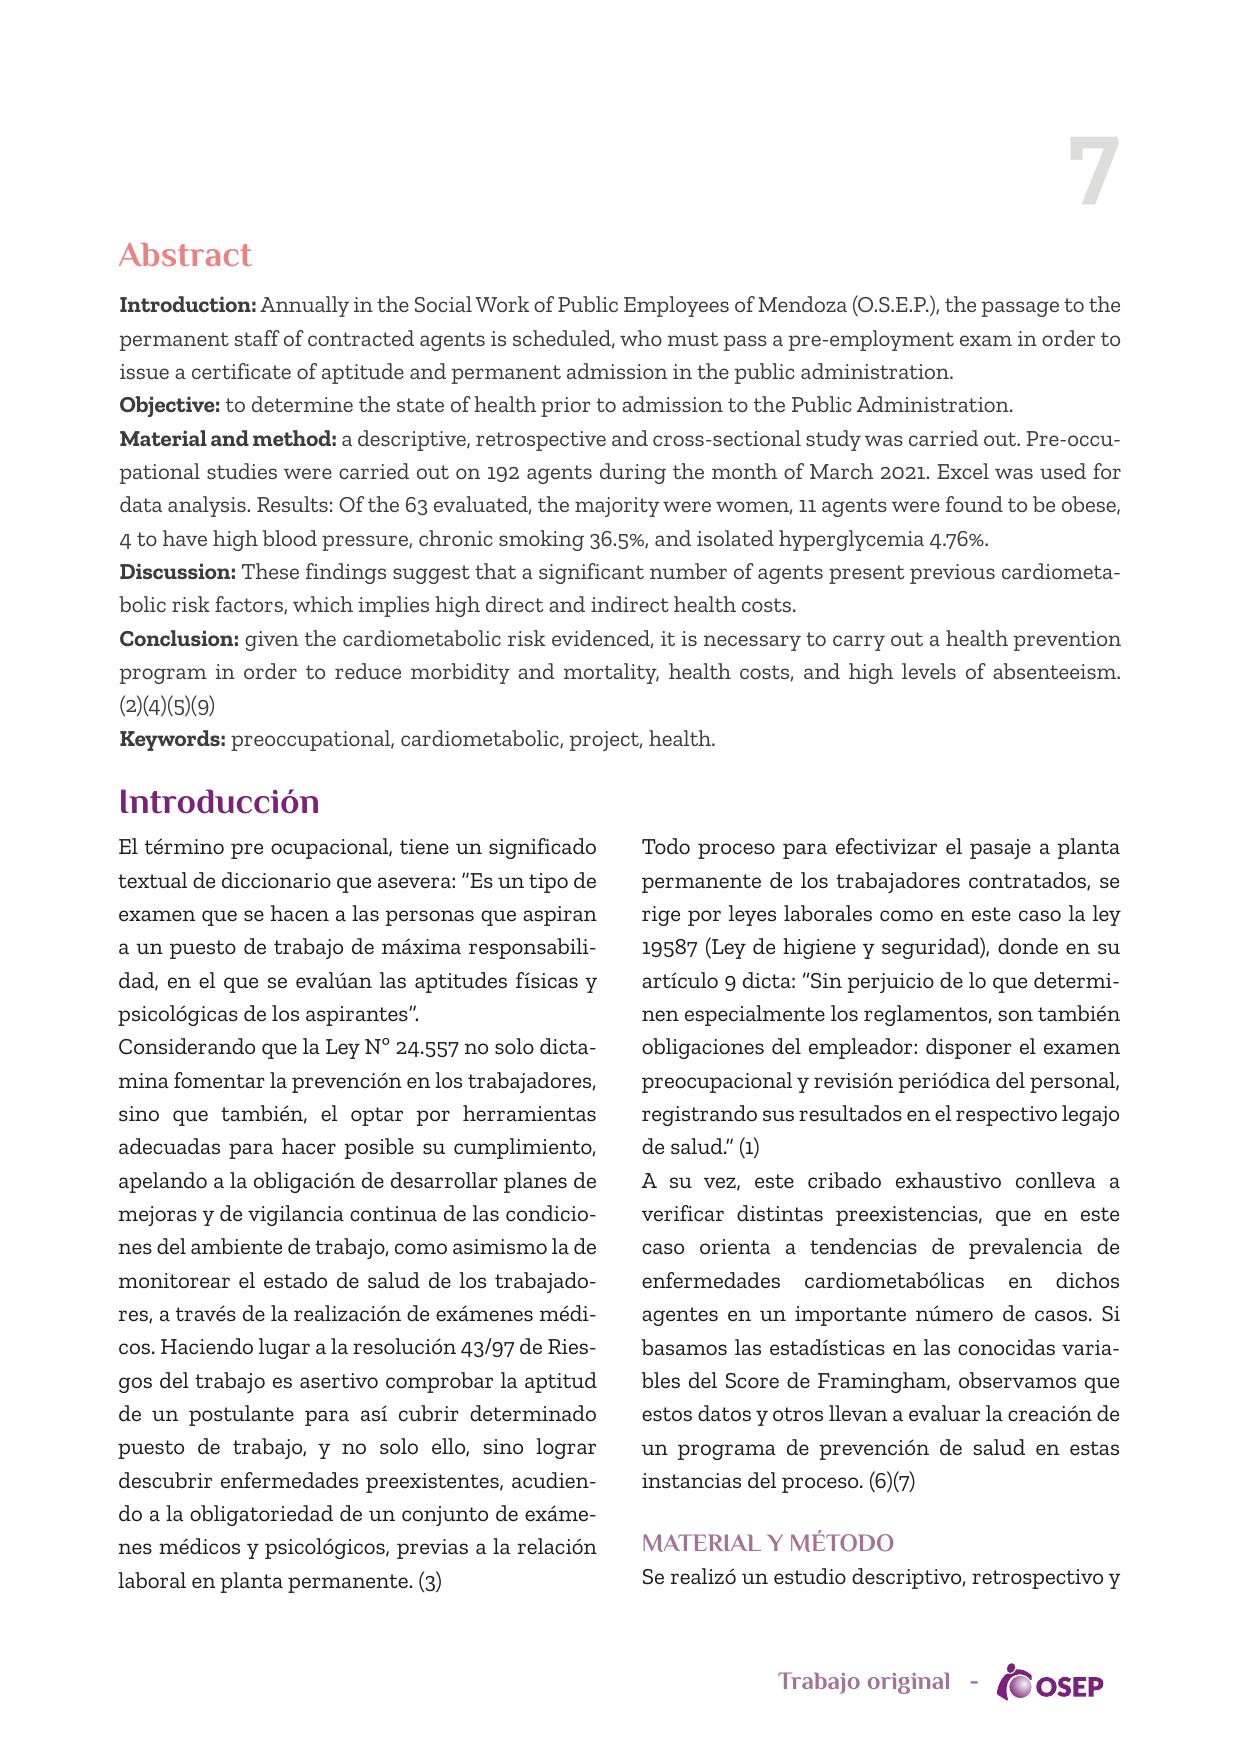 7
Abstract
Introduction: Annually in the Social Work of Public Employees of Mendoza (O.S.E.P.), the passage to the
permanent staff of contracted agents is scheduled, who must pass a pre-employment exam in order to
issue a certificate of aptitude and permanent admission in the public administration.
Objective: to determine the state of health prior to admission to the Public Administration.
Material and method: a descriptive, retrospective and cross-sectional study was carried out. Pre-occu-
pational studies were carried out on 192 agents during the month of March 2021. Excel was used for
data analysis. Results: Of the 63 evaluated, the majority were women, 11 agents were found to be obese,
4 to have high blood pressure, chronic smoking 36.5%, and isolated hyperglycemia 4.76%.
Discussion: These findings suggest that a significant number of agents present previous cardiometa-
bolic risk factors, which implies high direct and indirect health costs.
Conclusion: given the cardiometabolic risk evidenced, it is necessary to carry out a health prevention
program in order to reduce morbidity and mortality, health costs, and high levels of absenteeism.
(2)(4)(5)(9)
Keywords: preoccupational, cardiometabolic, project, health.
Introducción
El término pre ocupacional, tiene un significado
textual de diccionario que asevera: “Es un tipo de
examen que se hacen a las personas que aspiran
a un puesto de trabajo de máxima responsabili-
dad, en el que se evalúan las aptitudes físicas y
psicológicas de los aspirantes”.
Considerando que la Ley N° 24.557 no solo dicta-
mina fomentar la prevención en los trabajadores,
sino que también, el optar por herramientas
adecuadas para hacer posible su cumplimiento,
apelando a la obligación de desarrollar planes de
mejoras y de vigilancia continua de las condicio-
nes del ambiente de trabajo, como asimismo la de
monitorear el estado de salud de los trabajado-
res, a través de la realización de exámenes médi-
cos. Haciendo lugar a la resolución 43/97 de Ries-
gos del trabajo es asertivo comprobar la aptitud
de un postulante para así cubrir determinado
puesto de trabajo, y no solo ello, sino lograr
descubrir enfermedades preexistentes, acudien-
do a la obligatoriedad de un conjunto de exáme-
nes médicos y psicológicos, previas a la relación
laboral en planta permanente. (3)
Todo proceso para efectivizar el pasaje a planta
permanente de los trabajadores contratados, se
rige por leyes laborales como en este caso la ley
19587 (Ley de higiene y seguridad), donde en su
artículo 9 dicta: “Sin perjuicio de lo que determi-
nen especialmente los reglamentos, son también
obligaciones del empleador: disponer el examen
preocupacional y revisión periódica del personal,
registrando sus resultados en el respectivo legajo
de salud.” (1)
A su vez, este cribado exhaustivo conlleva a
verificar distintas preexistencias, que en este
caso orienta a tendencias de prevalencia de
enfermedades cardiometabólicas en dichos
agentes en un importante número de casos. Si
basamos las estadísticas en las conocidas varia-
bles del Score de Framingham, observamos que
estos datos y otros llevan a evaluar la creación de
un programa de prevención de salud en estas
instancias del proceso. (6)(7)
MATERIAL Y MÉTODO
Se realizó un estudio descriptivo, retrospectivo y
Trabajo original - OSEP